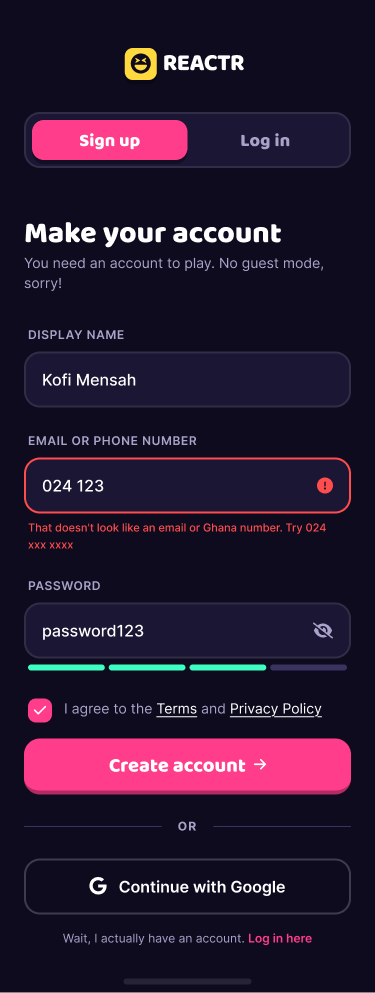 REACTR
Sign up
Log in
Make your account
You need an account to play. No guest mode,
sorry!
DISPLAY NAME
Kofi Mensah
EMAIL OR PHONE NUMBER
024 123
That doesn't look like an email or Ghana number. Try 024
xxx xxxx
PASSWORD
password123
I agree to the Terms and Privacy Policy
Create account →
OR
Continue with Google
Wait, I actually have an account. Log in here